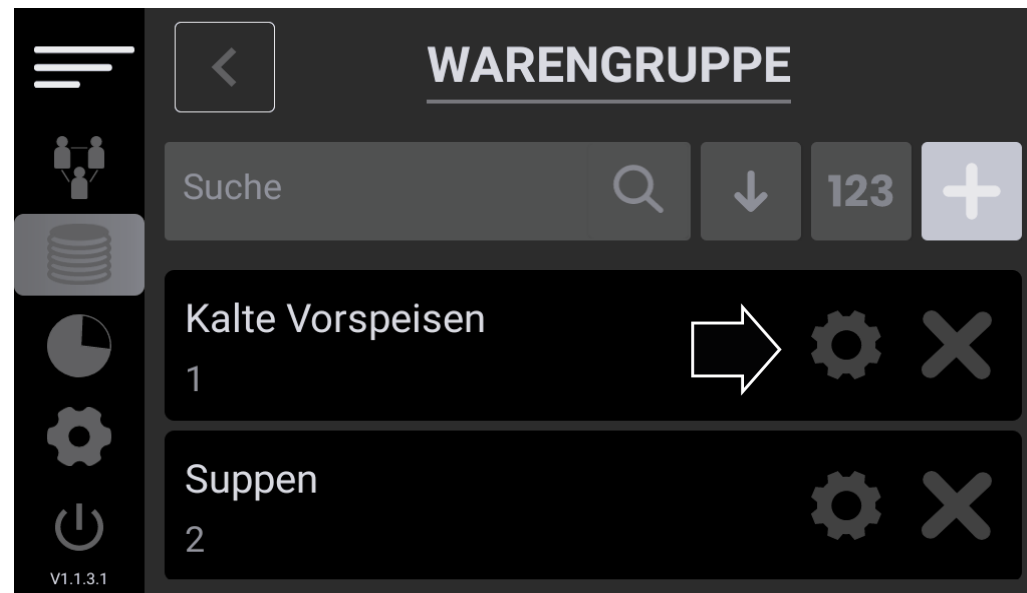 WARENGRUPPE
Suche
123
Kalte Vorspeisen
1
Suppen
2
V1.1.3.1